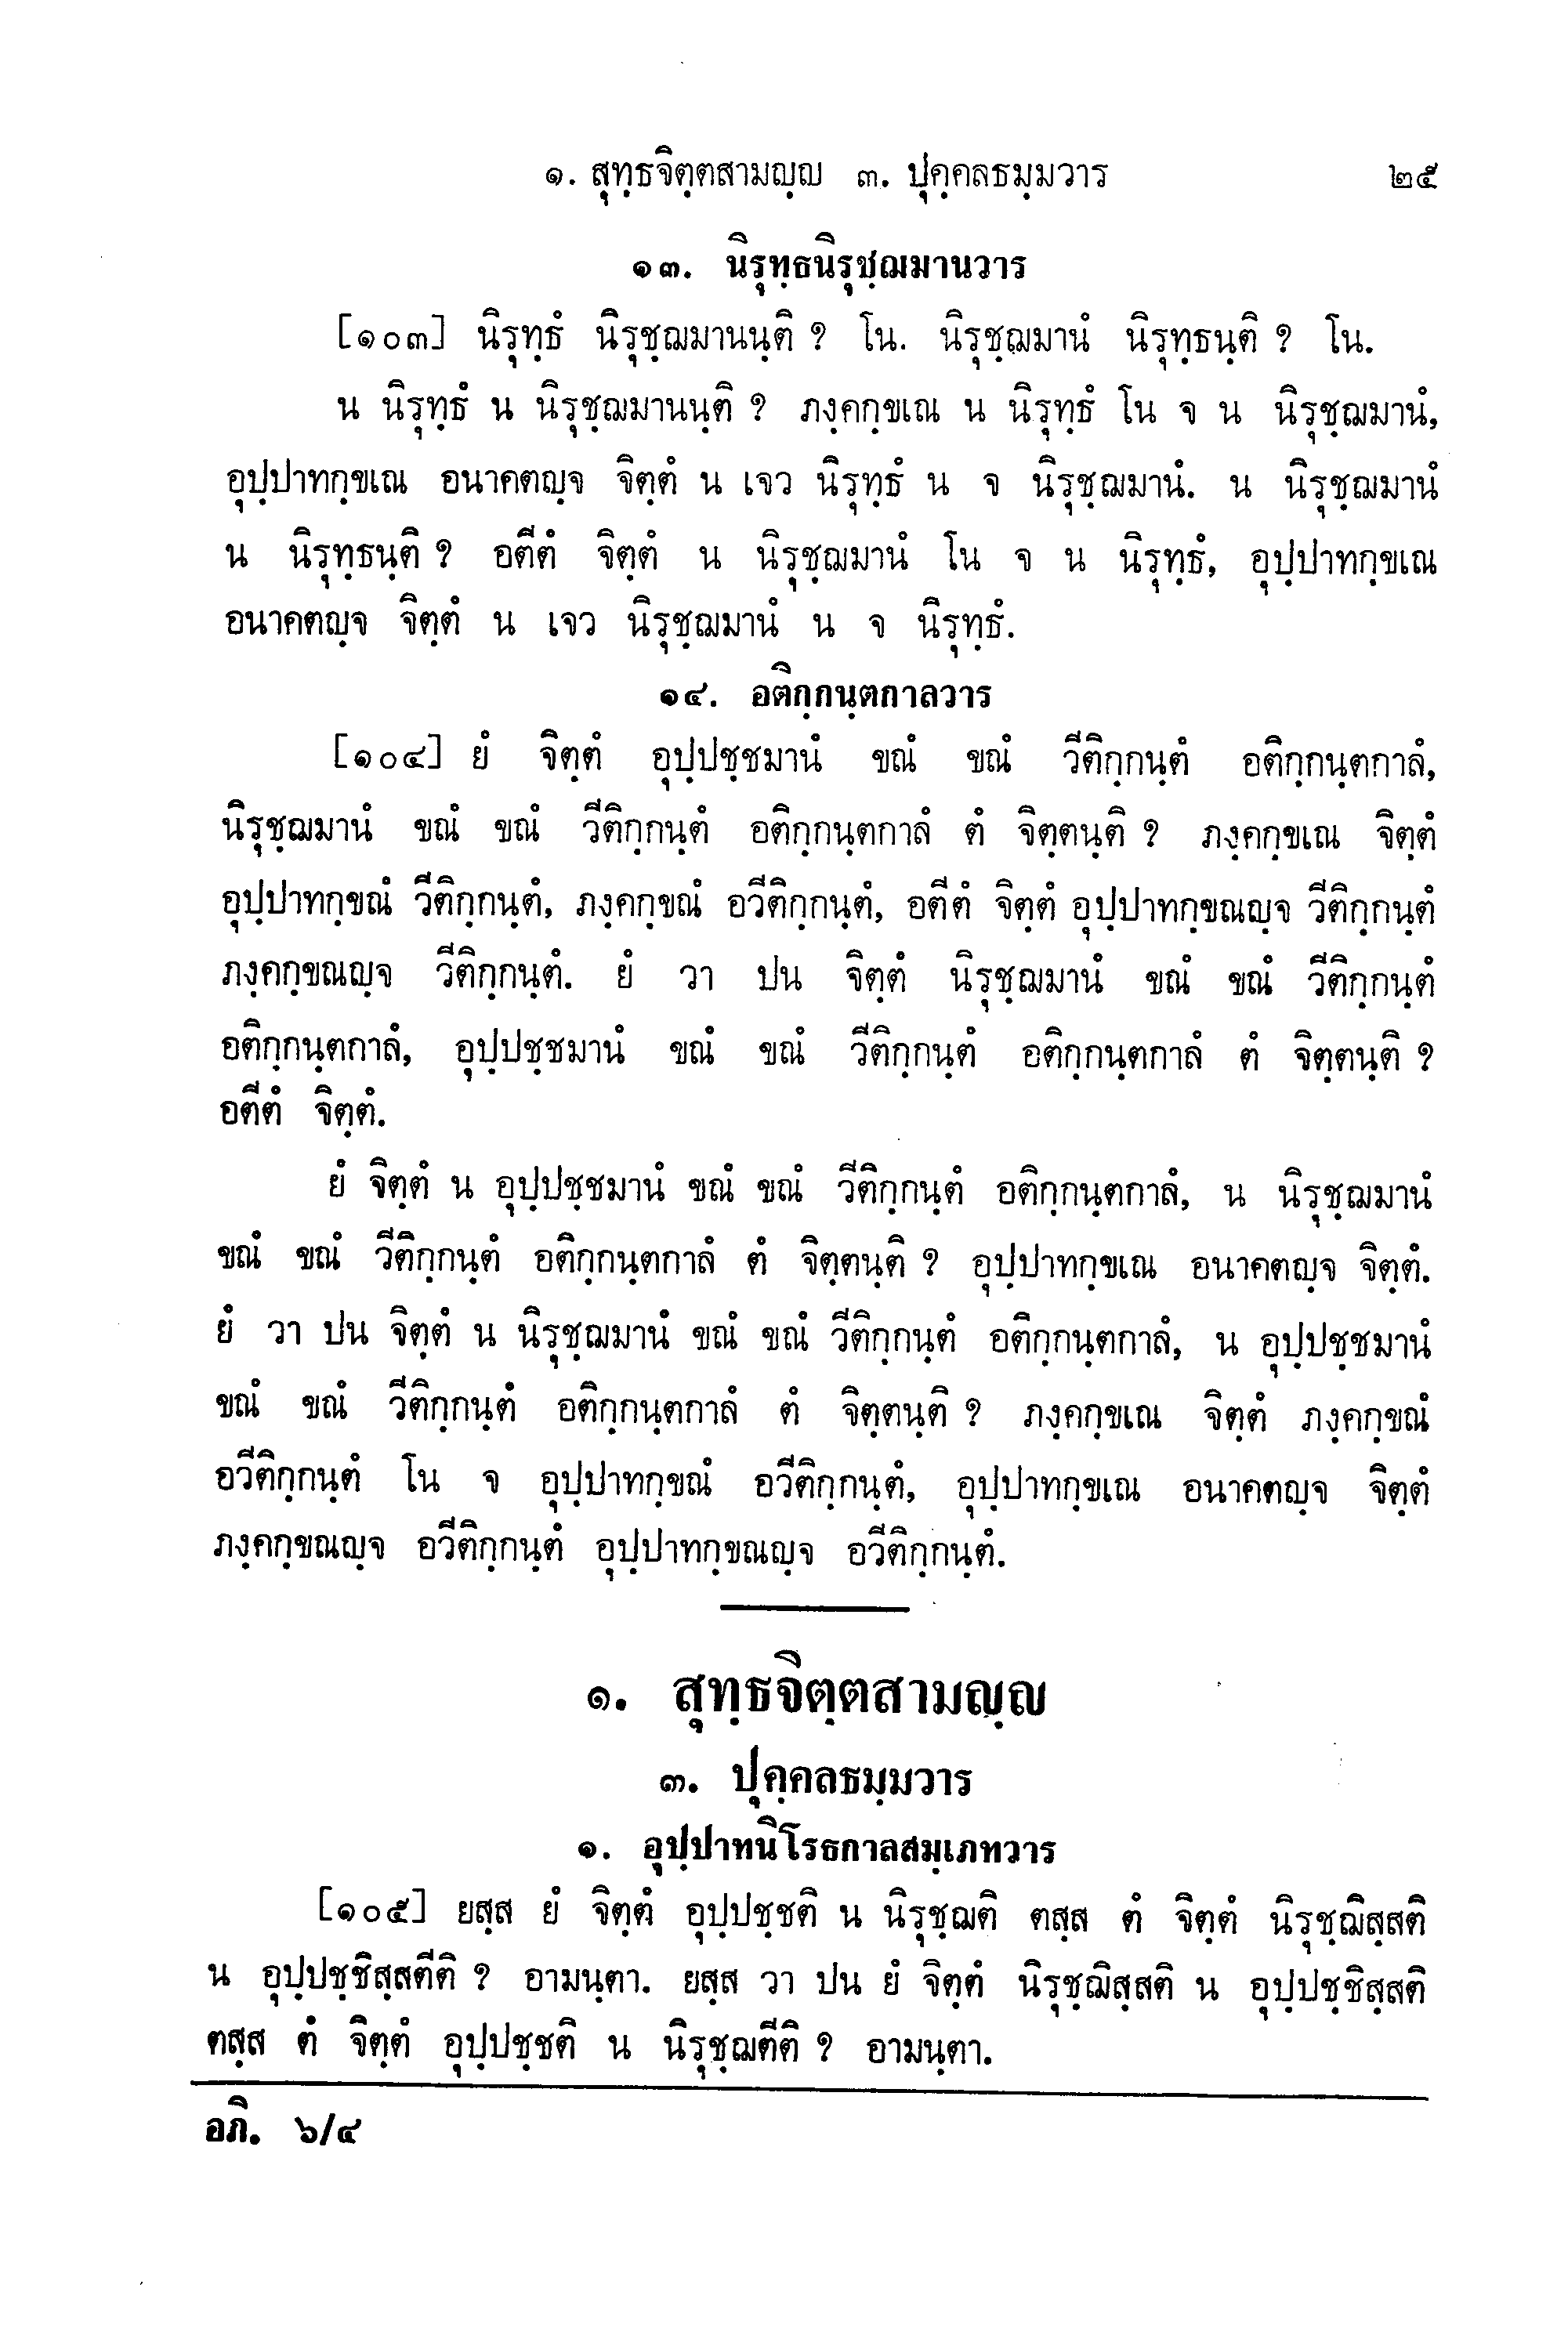 ๑. สุทฺธจิตฺตสามญฺญ ๓. ปุคฺคลธมฺมวาร ๒๕
๑๓. นิรุทฺธนิรุชฺฌมานวาร
[๑๐๓] นิรุทฺธํ นิรุชฺฌมานนฺติ ? โน. นิรุชฺฌมานํ นิรุทฺธนฺติ ? โน.
น นิรุทฺธํ น นิรุชฺฌมานนฺติ ? ภงฺคกฺขเณ น นิรุทฺธํ โน จ น นิรุชฺฌมานํ,
อุปฺปาทกฺขเณ อนาคตญฺจ จิตฺตํ น เจว นิรุทฺธํ น จ นิรุชฺฌมานํ. น นิรุชฺฌมานํ
น นิรุทฺธนฺติ ? อตีตํ จิตฺตํ น นิรุชฺฌมานํ โน จ น นิรุทฺธํ, อุปฺปาทกฺขเณ
อนาคตญฺจ จิตฺตํ น เจว นิรุชฺฌมานํ น จ นิรุทฺธํ.
๑๔. อติกฺกนฺตกาลวาร
[๑๐๔] ยํ จิตฺตํ อุปฺปชฺชมานํ ขณํ ขณํ วีติกฺกนฺตํ อติกฺกนฺตกาลํ,
นิรุชฺฌมานํ ขณํ ขณํ วีติกฺกนฺตํ อติกฺกนฺตกาลํ ตํ จิตฺตนฺติ ? ภงฺคกฺขเณ จิตฺตํ
อุปฺปาทกฺขณํ วีติกฺกนฺตํ, ภงฺคกฺขณํ อวีติกฺกนฺตํ, อตีตํ จิตฺตํ อุปฺปาทกฺขณญฺจ วีติกฺกนฺตํ
ภงฺคกฺขณญฺจ วีติกฺกนฺตํ. ยํ วา ปน จิตฺตํ นิรุชฺฌมานํ ขณํ ขณํ วีติกฺกนฺตํ
อติกฺกนฺตกาลํ, อุปฺปชฺชมานํ ขณํ ขณํ วีติกฺกนฺตํ อติกฺกนฺตกาลํ ตํ จิตฺตนฺติ ?
อตีตํ จิตฺตํ.
ยํ จิตฺตํ น อุปฺปชฺชมานํ ขณํ ขณํ วีติกฺกนฺตํ อติกฺกนฺตกาลํ, น นิรุชฺฌมานํ
ขณํ ขณํ วีติกฺกนฺตํ อติกฺกนฺตกาลํ ตํ จิตฺตนฺติ ? อุปฺปาทกฺขเณ อนาคตญฺจ จิตฺตํ.
ยํ วา ปน จิตฺตํ น นิรุชฺฌมานํ ขณํ ขณํ วีติกฺกนฺตํ อติกฺกนฺตกาลํ, น อุปฺปชฺชมานํ
ขณํ ขณํ วีติกฺกนฺตํ อติกฺกนฺตกาลํ ตํ จิตฺตนฺติ ? ภงฺคกฺขเณ จิตฺตํ ภงฺคกฺขณํ
อวีติกฺกนฺตํ โน จ อุปฺปาทกฺขณํ อวีติกฺกนฺตํ, อุปฺปาทกฺขเณ อนาคตญฺจ จิตฺตํ
ภงฺคกฺขณญฺจ อวีติกฺกนฺตํ อุปฺปาทกฺขณญฺจ อวีติกฺกนฺตํ.
๑. สุทฺธจิตฺตสามญฺญ
๓. ปุคฺคลธมฺมวาร
๑. อุปฺปาทนิโรธกาลสมฺเภทวาร
[๑๐๕] ยสฺส ยํ จิตฺตํ อุปฺปชฺชติ น นิรุชฺฌติ ตสฺส ตํ จิตฺตํ นิรุชฺฌิสฺสติ
น อุปฺปชฺชิสฺสตีติ ? อามนฺตา. ยสฺส วา ปน ยํ จิตฺตํ นิรุชฺฌิสฺสติ น อุปฺปชฺชิสฺสติ
ตสฺส ตํ จิตฺตํ อุปฺปชฺชติ น นิรุชฺฌตีติ ? อามนฺตา.
อภิ. ๖/๔